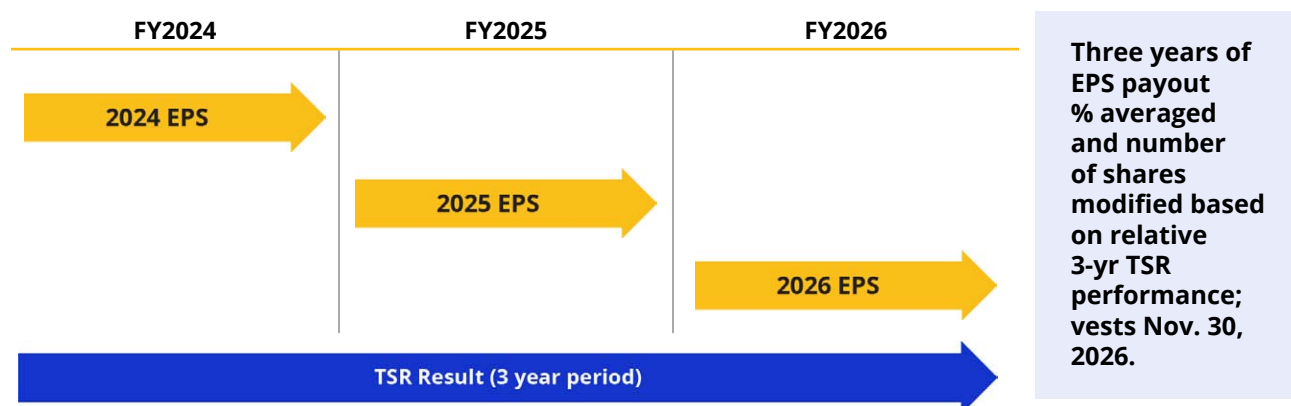 FY2024
FY2025
FY2026
2024 EPS
2025 EPS
2026 EPS
TSR Result (3 year period)
Three years of
EPS payout
% averaged
and number
of shares
modified based
on relative
3-yr TSR
performance;
vests Nov. 30,
2026.